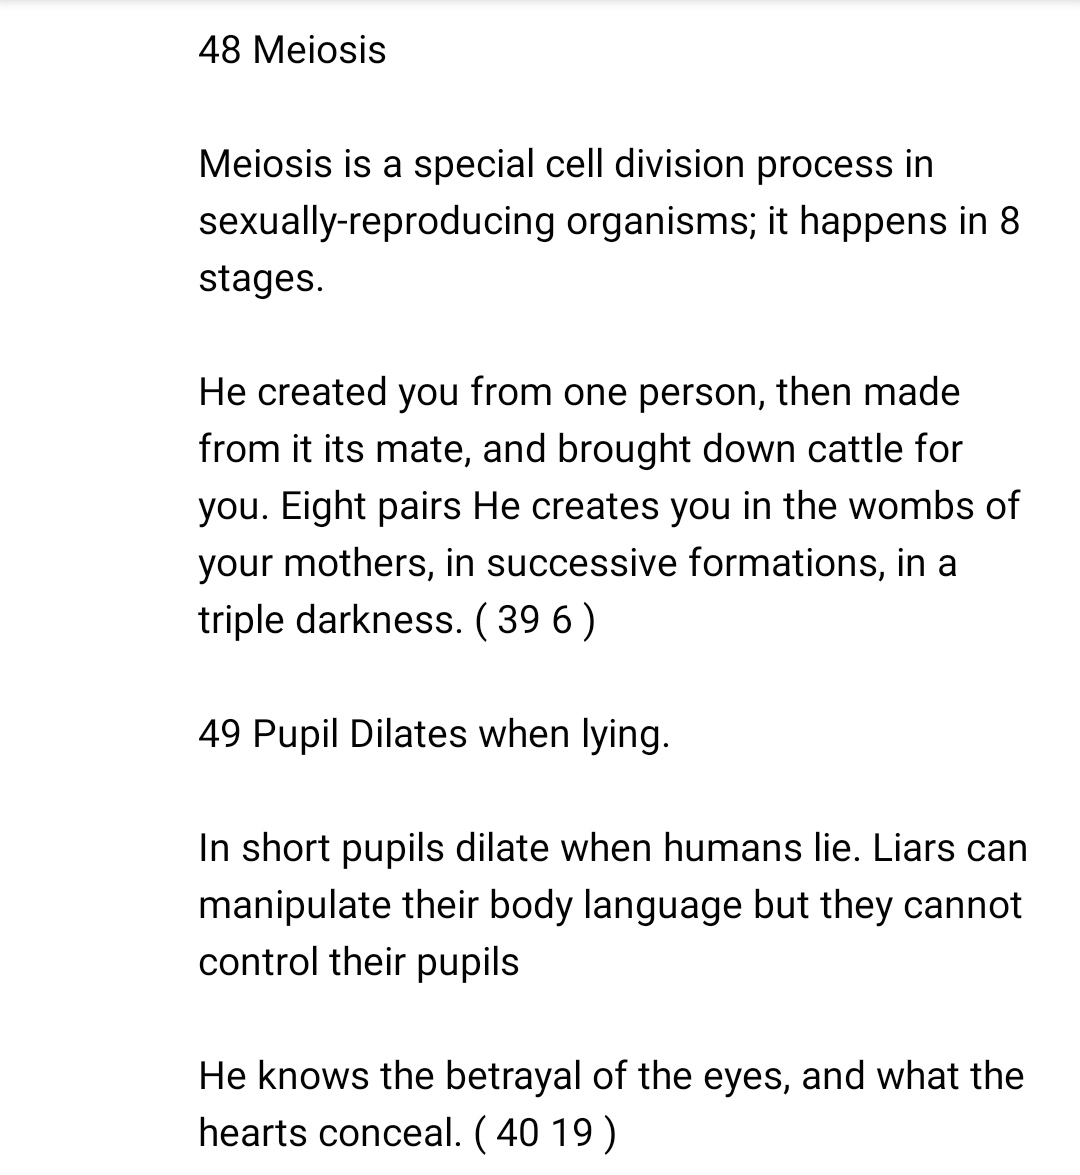 48 Meiosis
Meiosis is a special cell division process in
sexually-reproducing organisms; it happens in 8
stages.
He created you from one person, then made
from it its mate, and brought down cattle for
you. Eight pairs He creates you in the wombs of
your mothers, in successive formations, in a
triple darkness. ( 39 6 )
49 Pupil Dilates when lying.
In short pupils dilate when humans lie. Liars can
manipulate their body language but they cannot
control their pupils
He knows the betrayal of the eyes, and what the
hearts conceal. ( 40 19 )